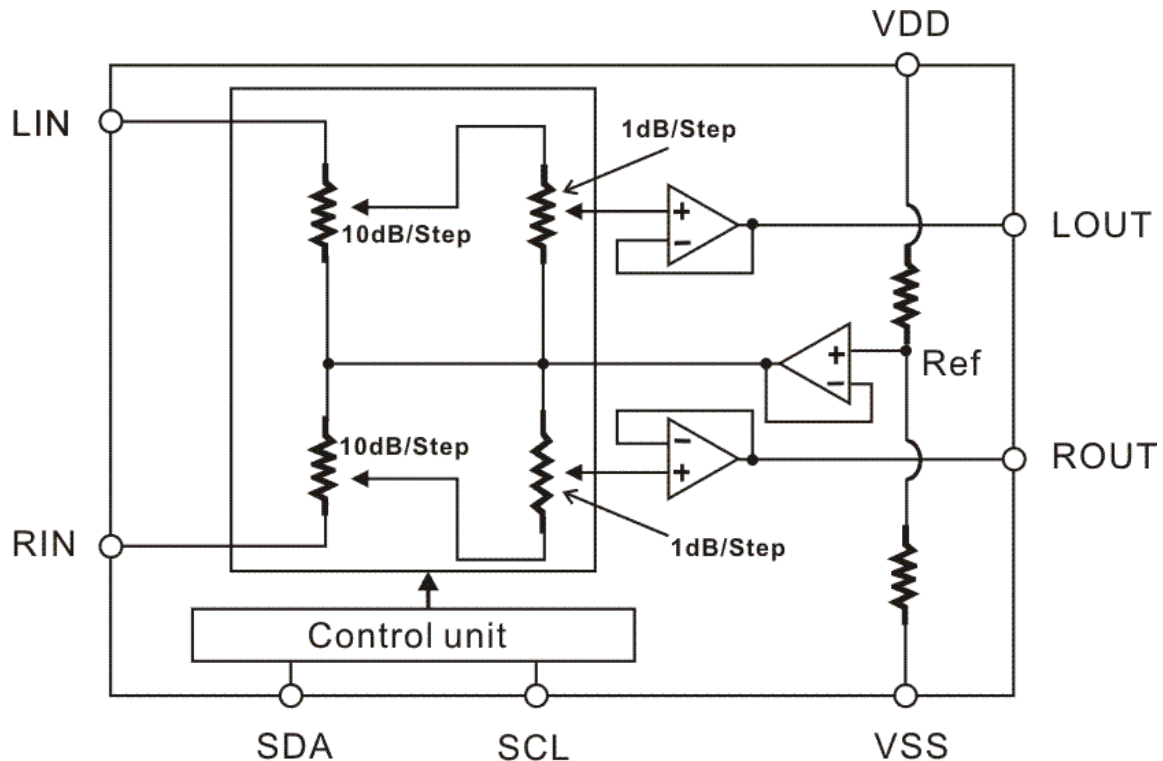 VDD
LIN
1dB/Step
+
10dB/Step
−
LOUT
+
Ref
−
10dB/Step
−
ROUT
+
RIN
1dB/Step
Control unit
SDA
SCL
VSS